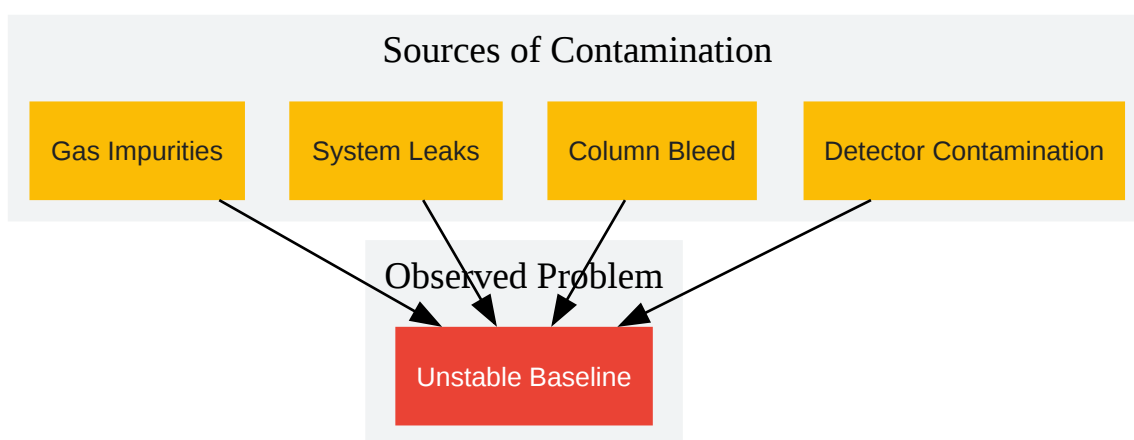 Sources of Contamination
Gas Impurities
System Leaks
Column Bleed
Detector Contamination
Observed Problem
Unstable Baseline